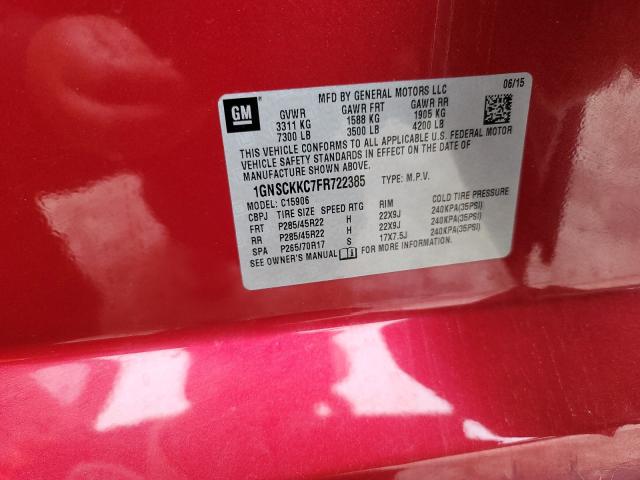 GM
MFD BY GENERAL MOTORS LLC 06/15
GVWR GAWR FRT GAWR RR
3311 KG 1588 KG 1905 KG
7300 LB 3500 LB 4200 LB
THIS VEHICLE CONFORMS TO ALL APPLICABLE U.S. FEDERAL MOTOR
VEHICLE SAFETY STANDARDS IN EFFECT ON THE DATE OF
MANUFACTURE SHOWN ABOVE.
1GNSCKKC7FR722385 TYPE: M.P.V.
MODEL: C15906
CBPJ TIRE SIZE SPEED RTG RIM COLD TIRE PRESSURE
FRT P285/45R22 H 22X9J 240KPA(35PSI)
RR P285/45R22 H 22X9J 240KPA(35PSI)
SPA P265/70R17 S 17X7.5J 240KPA(35PSI)
SEE OWNER'S MANUAL FOR MORE INFORMATION.